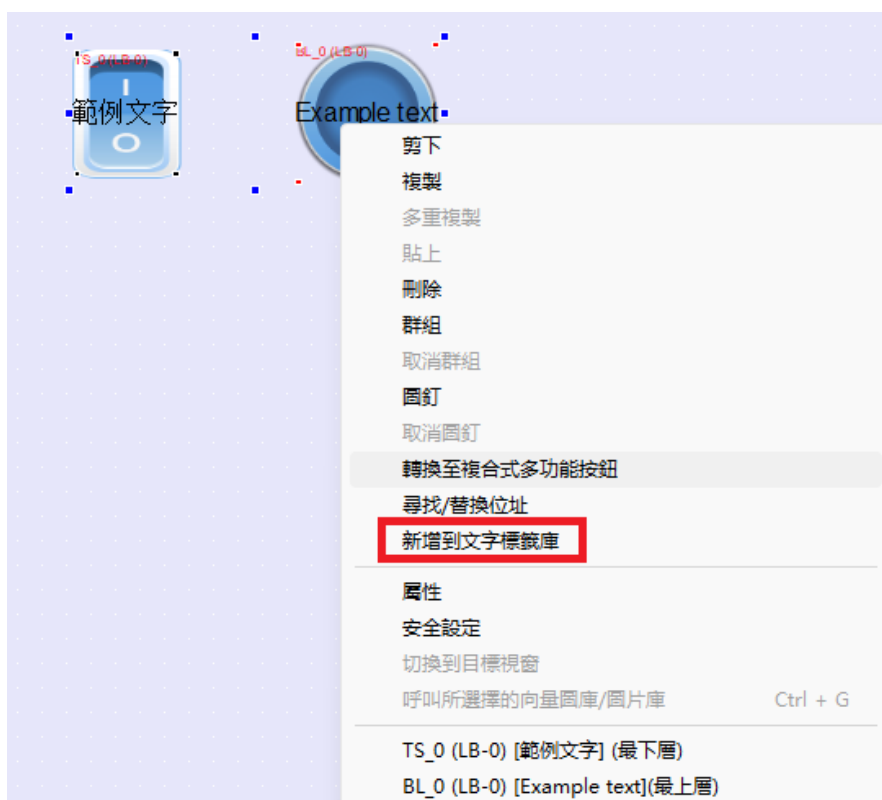 TS_0 (LB-0)
BL_0 (LB-0)
範例文字
Example text
剪下
複製
多重複製
貼上
刪除
群組
取消群組
圖釘
取消圖釘
轉換至複合式多功能按鈕
尋找/替換位址
新增到文字標籤庫
屬性
安全設定
切換到目標視窗
呼叫所選擇的向量圖庫/圖片庫 Ctrl + G
TS_0 (LB-0) [範例文字] (最下層)
BL_0 (LB-0) [Example text](最上層)